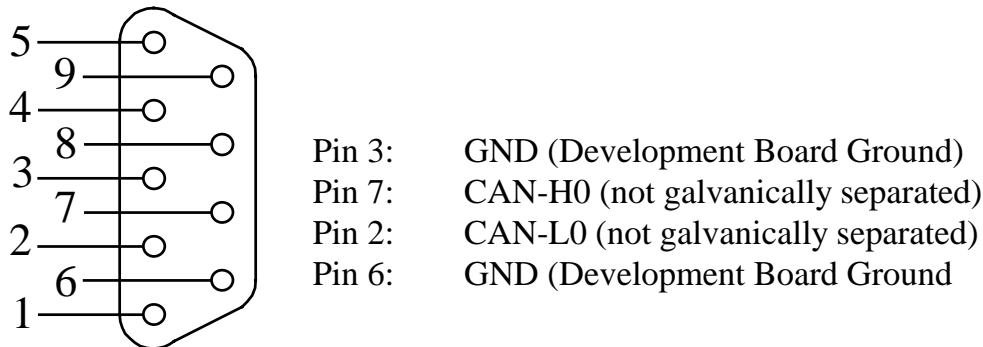 5
9
4
8
3
7
2
6
1
Pin 3: GND (Development Board Ground)
Pin 7: CAN-H0 (not galvanically separated)
Pin 2: CAN-L0 (not galvanically separated)
Pin 6: GND (Development Board Ground